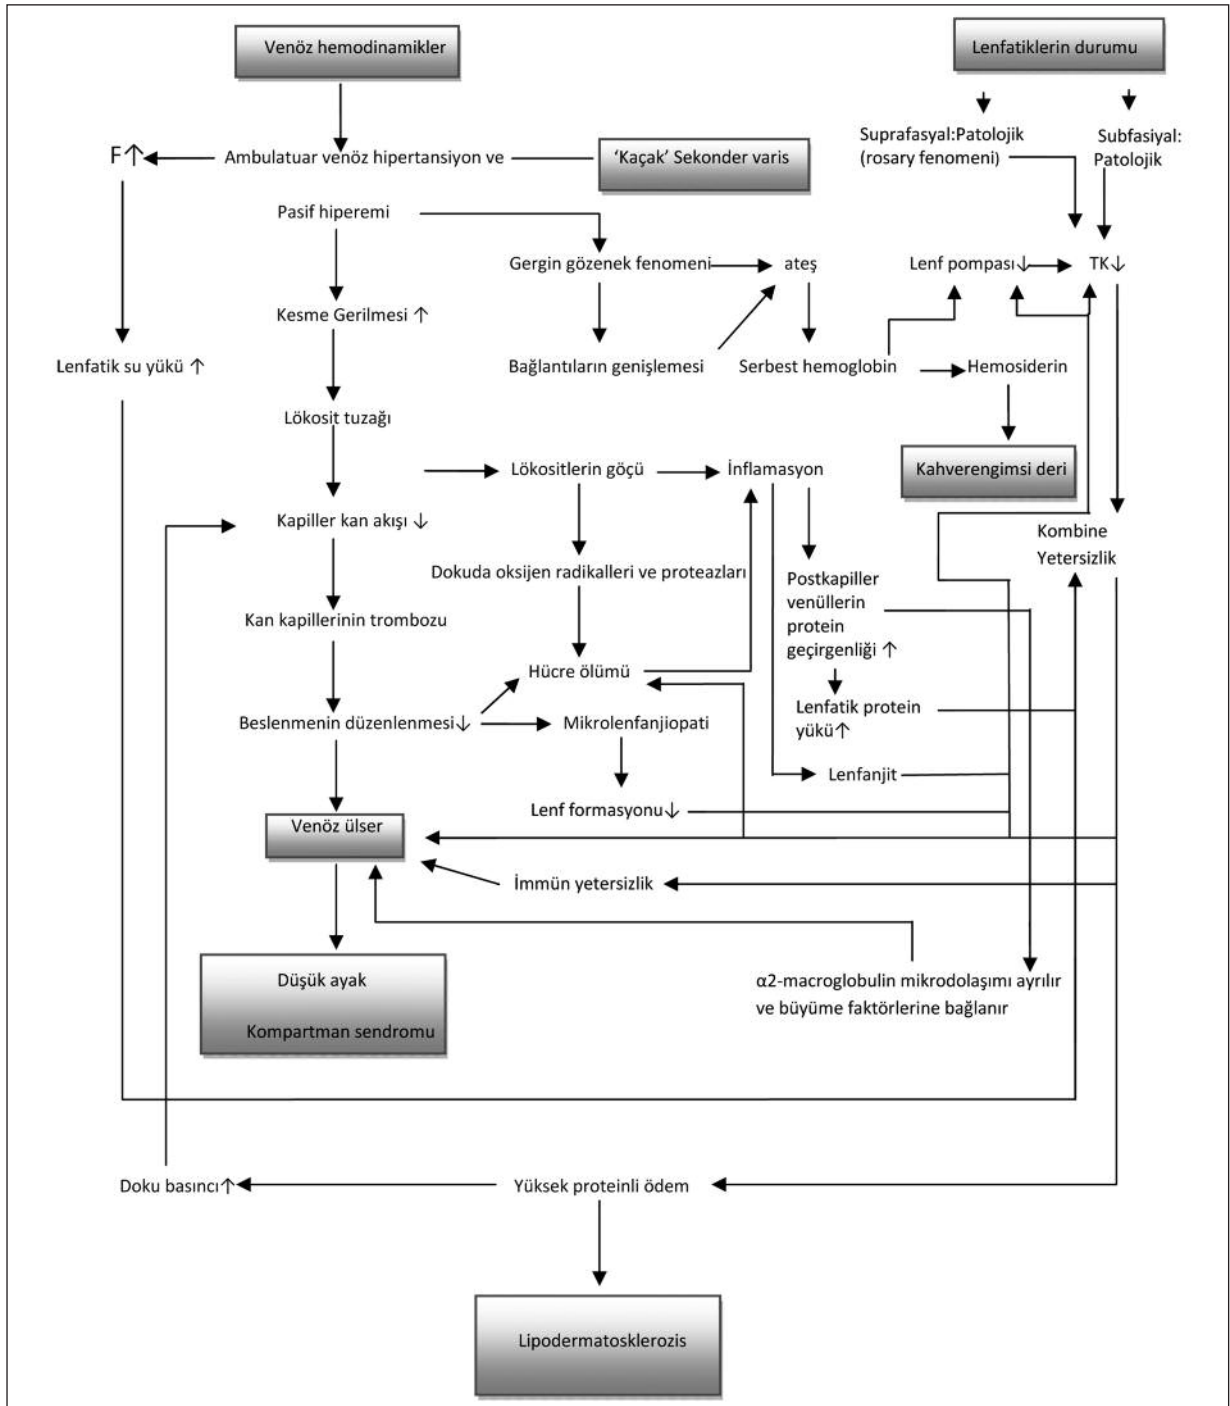 Venöz hemodinamikler
Lenfatiklerin durumu
Suprafasyal:Patolojik
(rosary fenomeni)
Subfasiyal:
Patolojik
F↑
Ambulatuar venöz hipertansiyon ve
‘Kaçak’ Sekonder varis
Pasif hiperemi
Gergin gözenek fenomeni
ateş
Lenf pompası↓
TK↓
Kesme Gerilmesi ↑
Lenfatik su yükü ↑
Bağlantıların genişlemesi
Serbest hemoglobin
Hemosiderin
Lökosit tuzağı
Lökositlerin göçü
İnflamasyon
Kahverengimsi deri
Kapiller kan akışı ↓
Kombine
Yetersizlik
Dokuda oksijen radikalleri ve proteazları
Postkapiller
venüllerin
protein
geçirgenliği ↑
Kan kapillerinin trombozu
Hücre ölümü
Lenfatik protein
yükü↑
Beslenmenin düzenlenmesi↓
Mikrolenfanjiopati
Lenfanjit
Lenf formasyonu↓
Venöz ülser
İmmün yetersizlik
Düşük ayak
Kompartman sendromu
α2-macroglobulin mikrodolaşımı ayrılır
ve büyüme faktörlerine bağlanır
Doku basıncı↑
Yüksek proteinli ödem
Lipodermatosklerozis